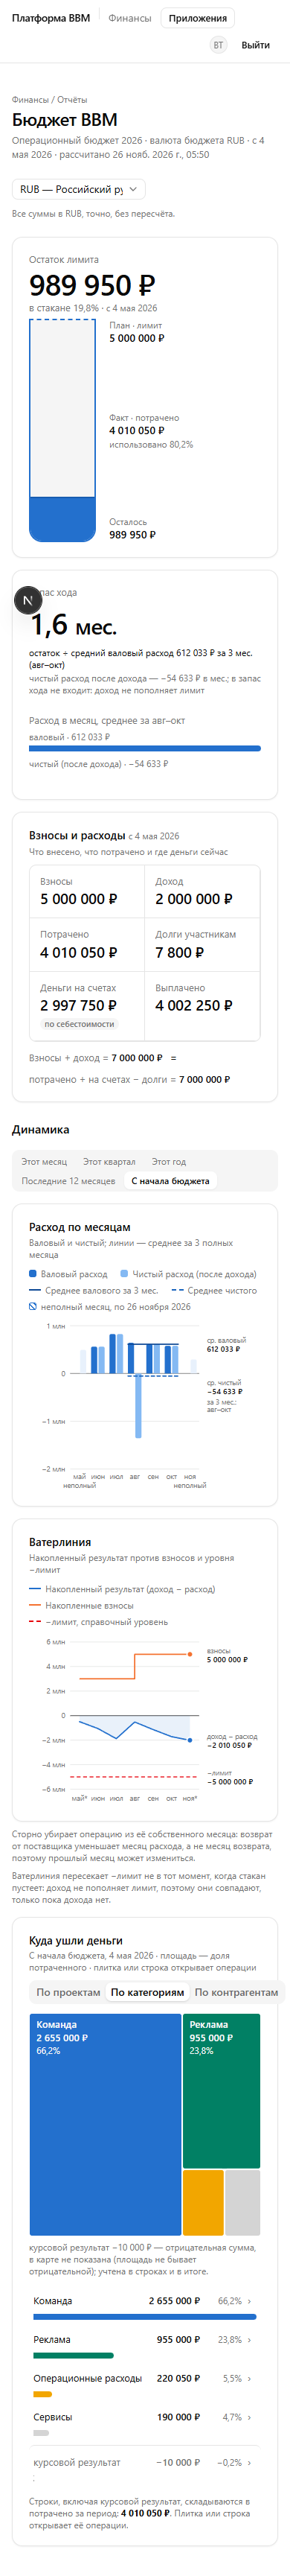 Платформа ВВМ
Финансы
Приложения
ВТ
Выйти
Финансы / Отчёты
Бюджет ВВМ
Операционный бюджет 2026 · валюта бюджета RUB · с 4
мая 2026 · рассчитано 26 нояб. 2026 г., 05:50
RUB — Российский ру
Все суммы в RUB, точно, без пересчёта.
Остаток лимита
989 950 ₽
в стакане 19,8% · с 4 мая 2026
План · лимит
5 000 000 ₽
Факт · потрачено
4 010 050 ₽
использовано 80,2%
Осталось
989 950 ₽
N
пас хода
1,6 мес.
остаток ÷ средний валовый расход 612 033 ₽ за 3 мес.
(авг–окт)
чистый расход после дохода — −54 633 ₽ в мес.; в запас
хода не входит: доход не пополняет лимит
Расход в месяц, среднее за авг–окт
валовый · 612 033 ₽
чистый (после дохода) · −54 633 ₽
Взносы и расходы с 4 мая 2026
Что внесено, что потрачено и где деньги сейчас
Взносы
5 000 000 ₽
Доход
2 000 000 ₽
Потрачено
4 010 050 ₽
Долги участникам
7 800 ₽
Деньги на счетах
2 997 750 ₽
по себестоимости
Выплачено
4 002 250 ₽
Взносы + доход = 7 000 000 ₽ =
потрачено + на счетах − долги = 7 000 000 ₽
Динамика
Этот месяц
Этот квартал
Этот год
Последние 12 месяцев
С начала бюджета
Расход по месяцам
Валовый и чистый; линии — среднее за 3 полных
месяца
Валовый расход
Чистый расход (после дохода)
Среднее валового за 3 мес.
Среднее чистого
неполный месяц, по 26 ноября 2026
1 млн
0
−1 млн
−2 млн
ср. валовый
612 033 ₽
ср. чистый
−54 633 ₽
за 3 мес.:
авг–окт
май июн июл авг сен окт ноя
неполный неполный
Ватерлиния
Накопленный результат против взносов и уровня
−лимит
Накопленный результат (доход − расход)
Накопленные взносы
−лимит, справочный уровень
6 млн
4 млн
2 млн
0
−2 млн
−4 млн
−6 млн
взносы
5 000 000 ₽
доход − расход
−2 010 050 ₽
−лимит
−5 000 000 ₽
май* июн июл авг сен окт ноя*
Сторно убирает операцию из её собственного месяца: возврат
от поставщика уменьшает месяц расхода, а не месяц возврата,
поэтому прошлый месяц может измениться.
Ватерлиния пересекает −лимит не в тот момент, когда стакан
пустеет: доход не пополняет лимит, поэтому они совпадают,
только пока дохода нет.
Куда ушли деньги
С начала бюджета, 4 мая 2026 · площадь — доля
потраченного · плитка или строка открывает операции
По проектам
По категориям
По контрагентам
Команда
2 655 000 ₽
66,2%
Реклама
955 000 ₽
23,8%
курсовой результат −10 000 ₽ — отрицательная сумма,
в карте не показана (площадь не бывает
отрицательной); учтена в строках и в итоге.
Команда 2 655 000 ₽ 66,2% ›
Реклама 955 000 ₽ 23,8% ›
Операционные расходы 220 050 ₽ 5,5% ›
Сервисы 190 000 ₽ 4,7% ›
курсовой результат −10 000 ₽ −0,2% ›
Строки, включая курсовой результат, складываются в
потрачено за период: 4 010 050 ₽. Плитка или строка
открывает её операции.